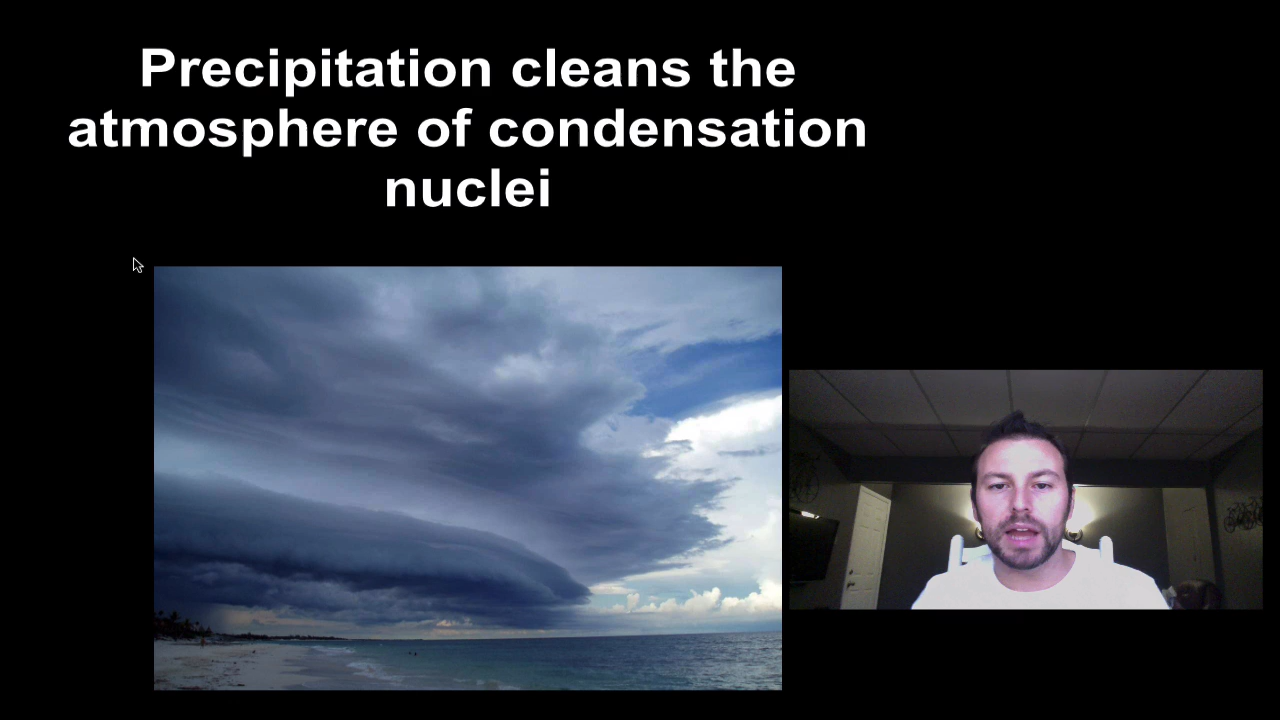 Precipitation cleans the
atmosphere of condensation
nuclei